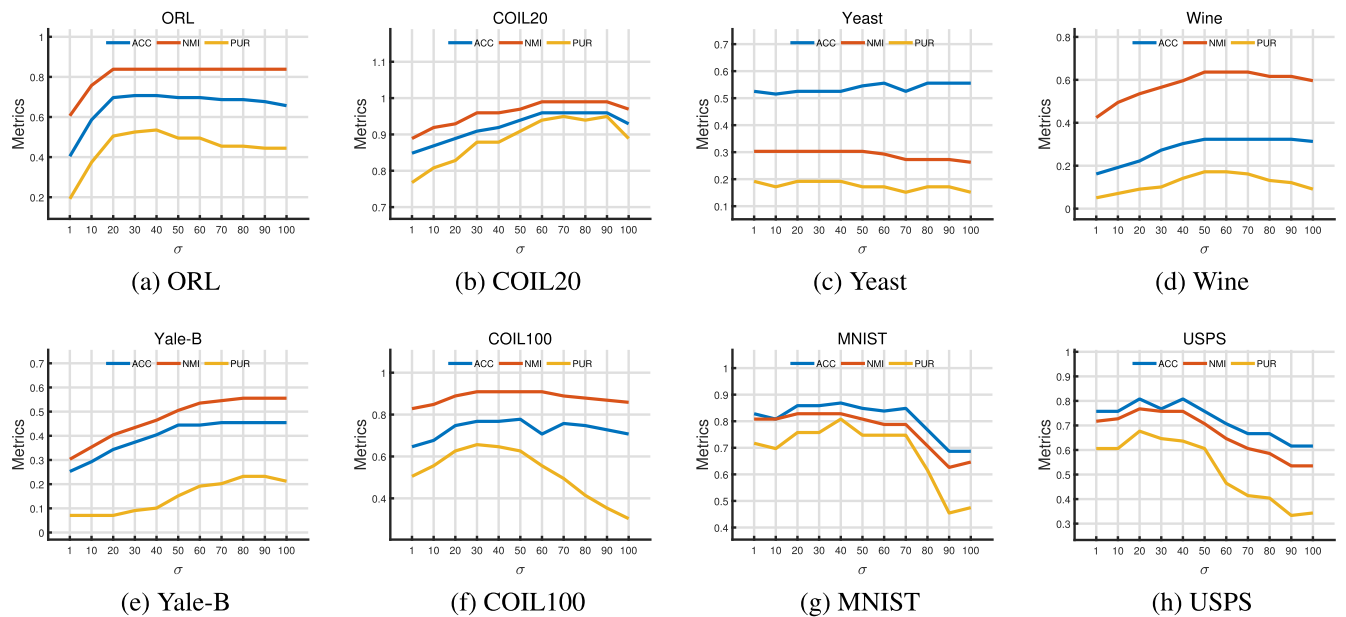 ORL
ACC NMI PUR
1
0.8
0.6
0.4
0.2
Metrics
1 10 20 30 40 50 60 70 80 90 100
σ
(a) ORL
COIL20
ACC NMI PUR
1.1
1
0.9
0.8
0.7
Metrics
1 10 20 30 40 50 60 70 80 90 100
σ
(b) COIL20
Yeast
ACC NMI PUR
0.7
0.6
0.5
0.4
0.3
0.2
0.1
Metrics
1 10 20 30 40 50 60 70 80 90 100
σ
(c) Yeast
Wine
ACC NMI PUR
0.8
0.6
0.4
0.2
0
Metrics
1 10 20 30 40 50 60 70 80 90 100
σ
(d) Wine
Yale-B
ACC NMI PUR
0.7
0.6
0.5
0.4
0.3
0.2
0.1
0
Metrics
1 10 20 30 40 50 60 70 80 90 100
σ
(e) Yale-B
COIL100
ACC NMI PUR
1
0.8
0.6
0.4
Metrics
1 10 20 30 40 50 60 70 80 90 100
σ
(f) COIL100
MNIST
ACC NMI PUR
1
0.9
0.8
0.7
0.6
0.5
0.4
Metrics
1 10 20 30 40 50 60 70 80 90 100
σ
(g) MNIST
USPS
ACC NMI PUR
1
0.9
0.8
0.7
0.6
0.5
0.4
0.3
Metrics
1 10 20 30 40 50 60 70 80 90 100
σ
(h) USPS